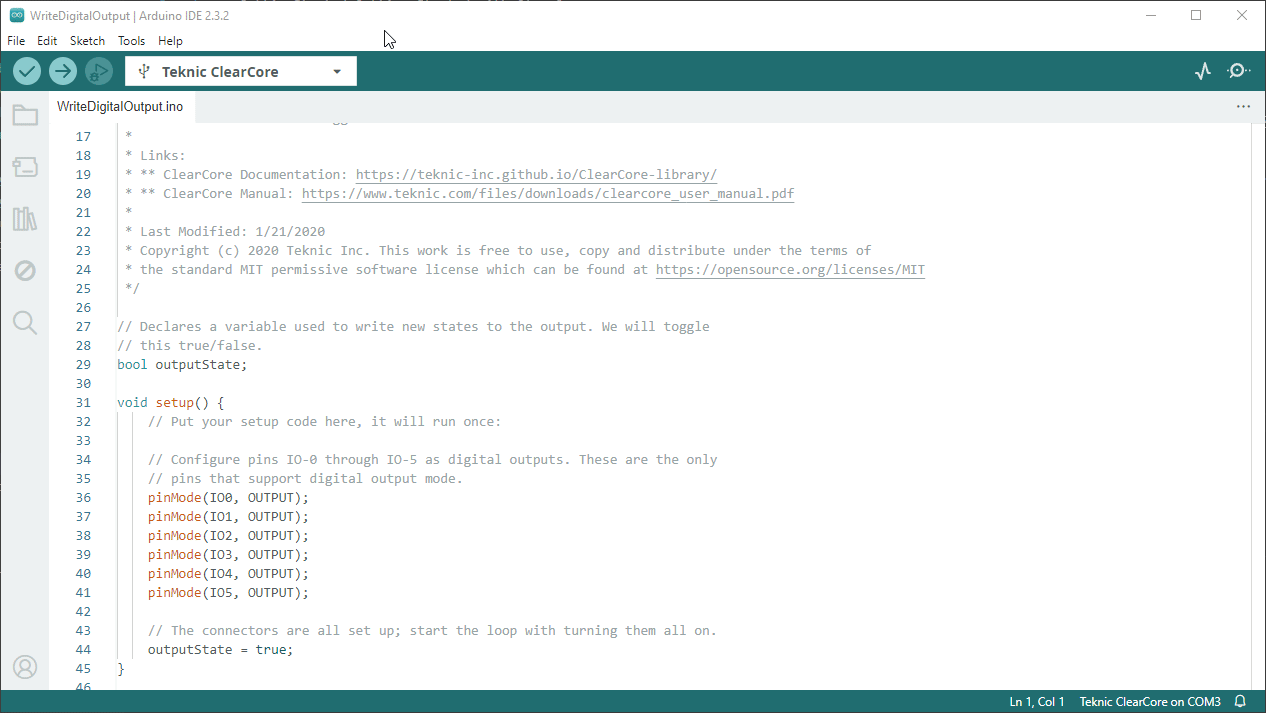 WriteDigitalOutput | Arduino IDE 2.3.2
File Edit Sketch Tools Help
Teknic ClearCore
WriteDigitalOutput.ino
17 *
18 * Links:
19 * ** ClearCore Documentation: https://teknic-inc.github.io/ClearCore-library/
20 * ** ClearCore Manual: https://www.teknic.com/files/downloads/clearcore_user_manual.pdf
21 *
22 * Last Modified: 1/21/2020
23 * Copyright (c) 2020 Teknic Inc. This work is free to use, copy and distribute under the terms of
24 * the standard MIT permissive software license which can be found at https://opensource.org/licenses/MIT
25 */
26
27 // Declares a variable used to write new states to the output. We will toggle
28 // this true/false.
29 bool outputState;
30
31 void setup() {
32 // Put your setup code here, it will run once:
33
34 // Configure pins IO-0 through IO-5 as digital outputs. These are the only
35 // pins that support digital output mode.
36 pinMode(IO0, OUTPUT);
37 pinMode(IO1, OUTPUT);
38 pinMode(IO2, OUTPUT);
39 pinMode(IO3, OUTPUT);
40 pinMode(IO4, OUTPUT);
41 pinMode(IO5, OUTPUT);
42
43 // The connectors are all set up; start the loop with turning them all on.
44 outputState = true;
45 }
46
Ln 1, Col 1 Teknic ClearCore on COM3